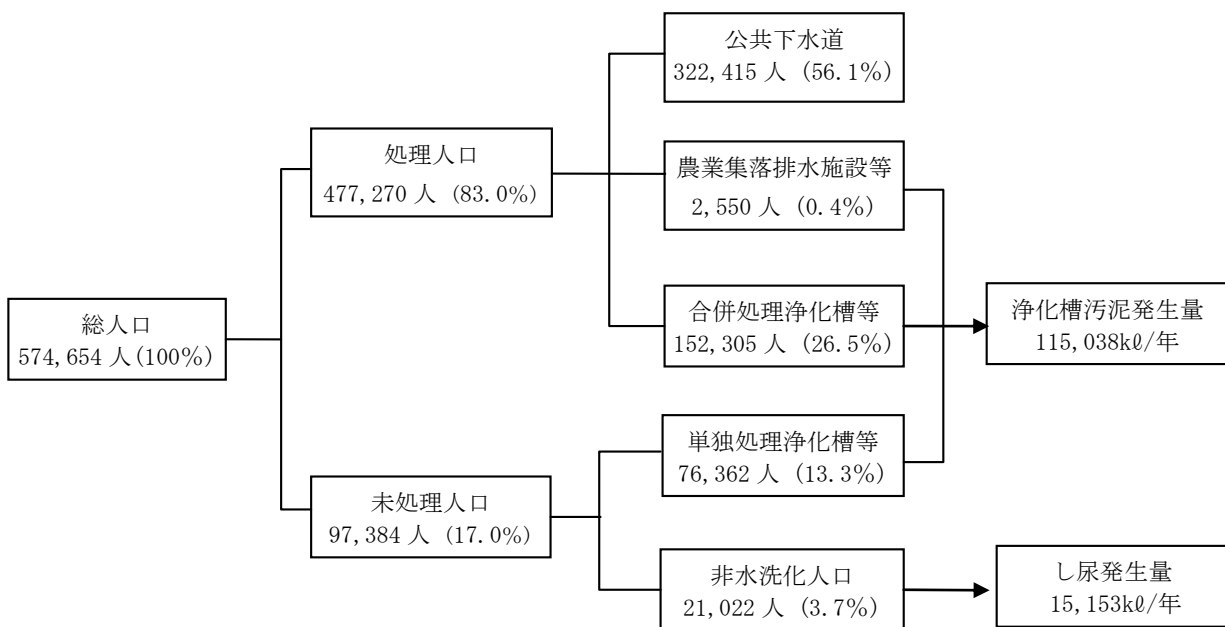 公共下水道
322,415 人 (56.1%)
処理人口
477,270 人 (83.0%)
農業集落排水施設等
2,550 人 (0.4%)
総人口
574,654 人(100%)
合併処理浄化槽等
152,305 人 (26.5%)
浄化槽汚泥発生量
115,038kℓ/年
単独処理浄化槽等
76,362 人 (13.3%)
未処理人口
97,384 人 (17.0%)
非水洗化人口
21,022 人 (3.7%)
し尿発生量
15,153kℓ/年